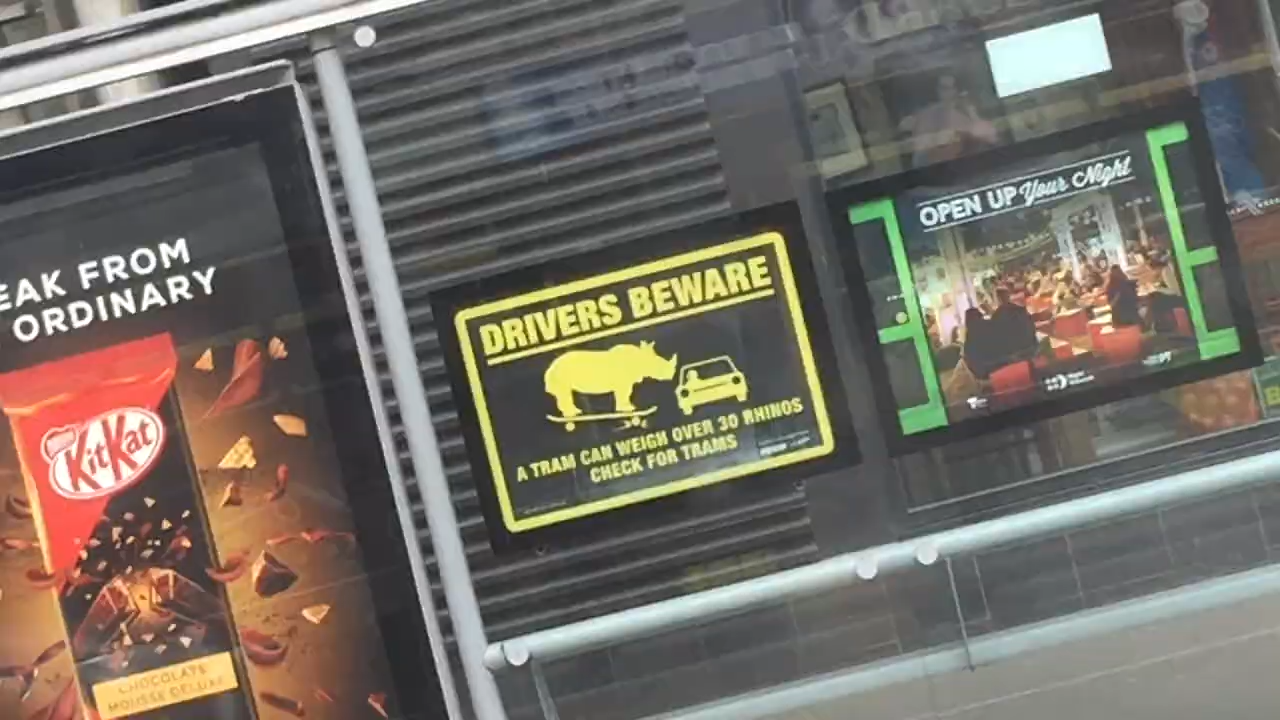 EAK FROM
ORDINARY
KitKat
CHOCOLATE
MOUSSE DELUXE
DRIVERS BEWARE
A TRAM CAN WEIGH OVER 30 RHINOS
CHECK FOR TRAMS
OPEN UP Your Night